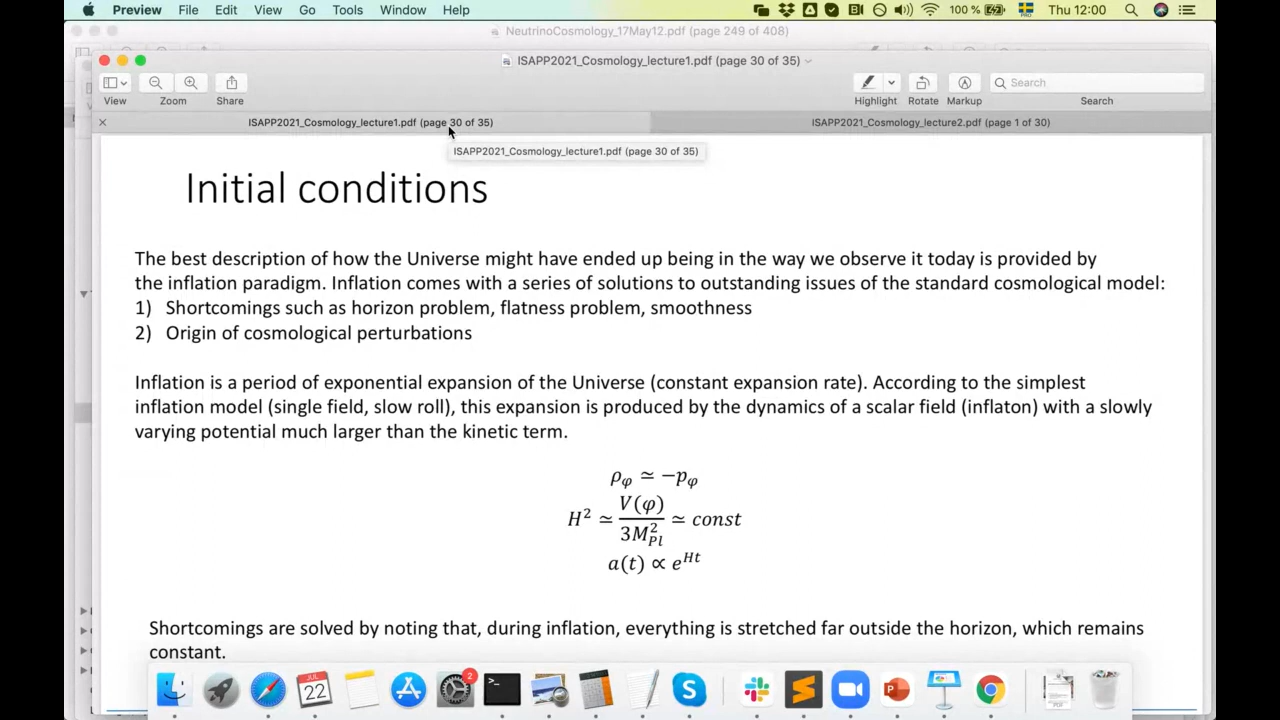 Preview File Edit View Go Tools Window Help 100 % Thu 12:00
NeutrinoCosmology_17May12.pdf (page 249 of 408)
ISAPP2021_Cosmology_lecture1.pdf (page 30 of 35)
View Zoom Share Highlight Rotate Markup Search
Search
ISAPP2021_Cosmology_lecture1.pdf (page 30 of 35) ISAPP2021_Cosmology_lecture2.pdf (page 1 of 30)
ISAPP2021_Cosmology_lecture1.pdf (page 30 of 35)
Initial conditions
The best description of how the Universe might have ended up being in the way we observe it today is provided by
the inflation paradigm. Inflation comes with a series of solutions to outstanding issues of the standard cosmological model:
1) Shortcomings such as horizon problem, flatness problem, smoothness
2) Origin of cosmological perturbations
Inflation is a period of exponential expansion of the Universe (constant expansion rate). According to the simplest
inflation model (single field, slow roll), this expansion is produced by the dynamics of a scalar field (inflaton) with a slowly
varying potential much larger than the kinetic term.
ρ_φ ≃ −p_φ
H² ≃ V(φ)/3M²_Pl ≃ const
a(t) ∝ e^{Ht}
Shortcomings are solved by noting that, during inflation, everything is stretched far outside the horizon, which remains
constant.
JUL
22
2